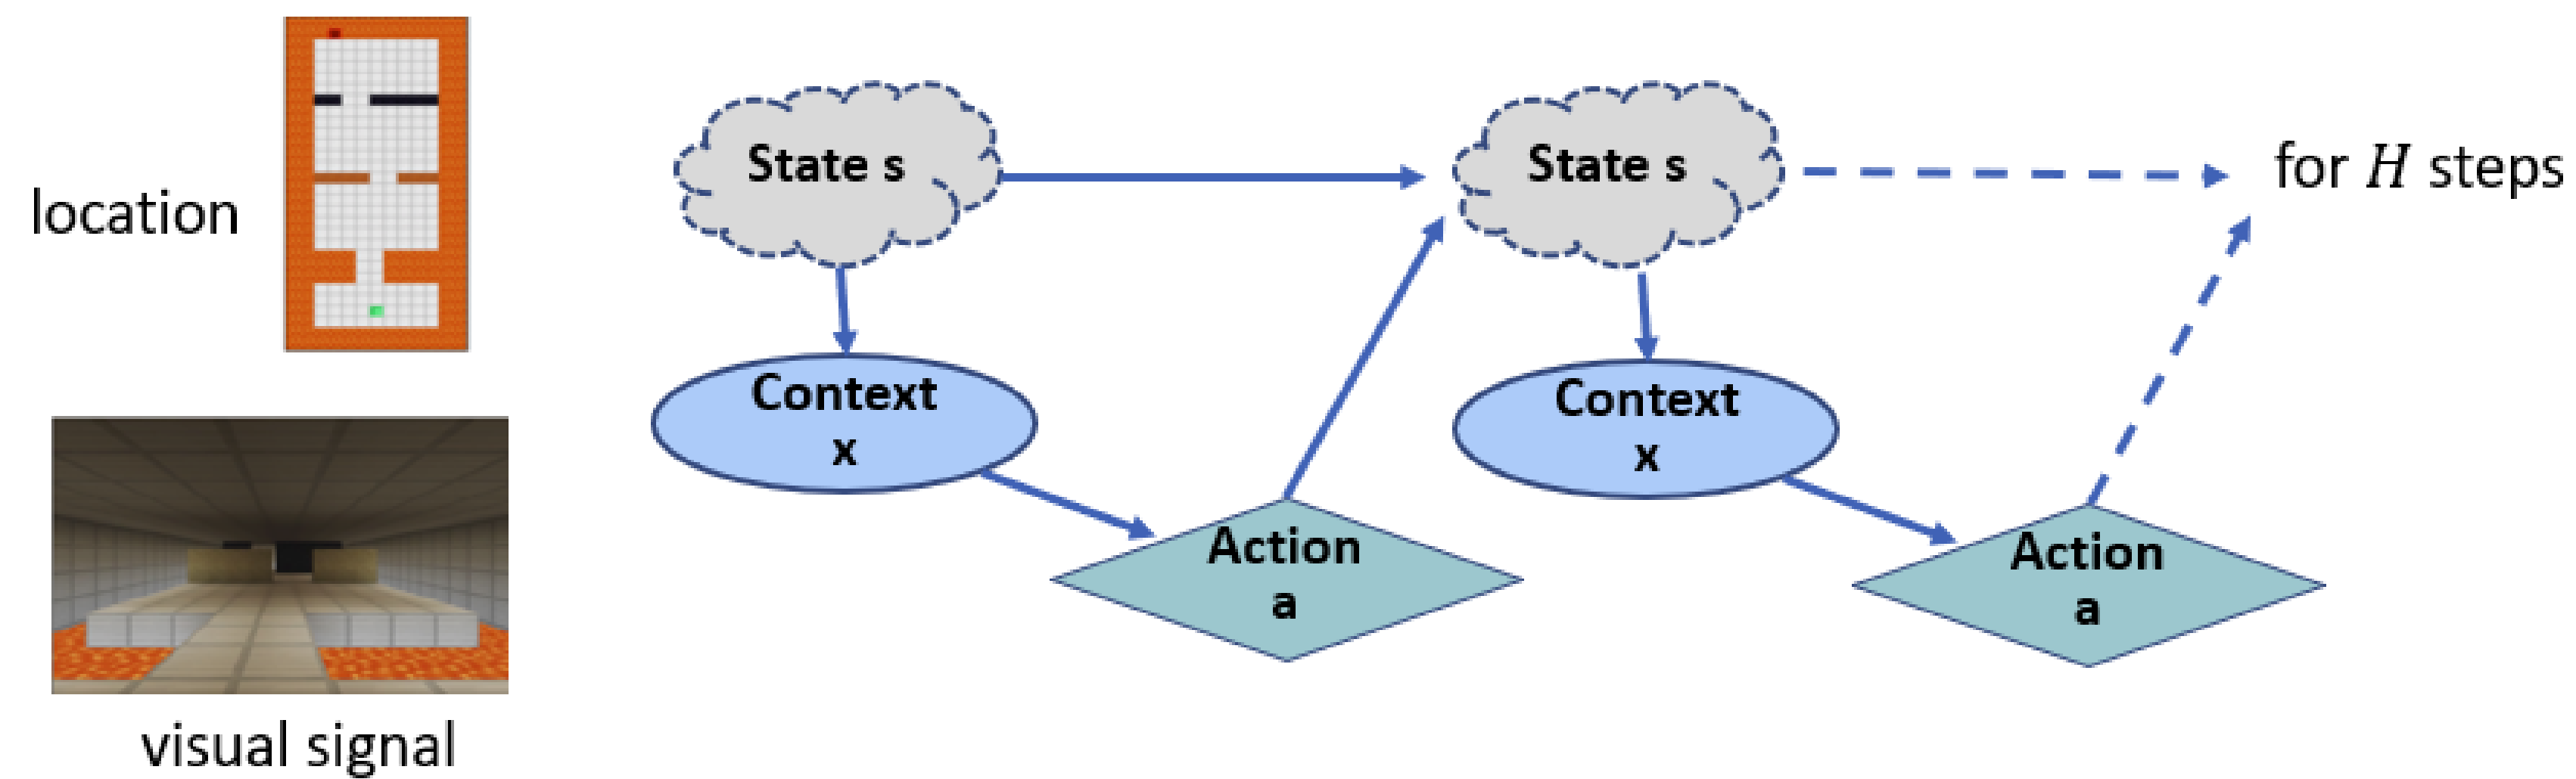 location
visual signal
State s
State s
for H steps
Context
x
Context
x
Action
a
Action
a